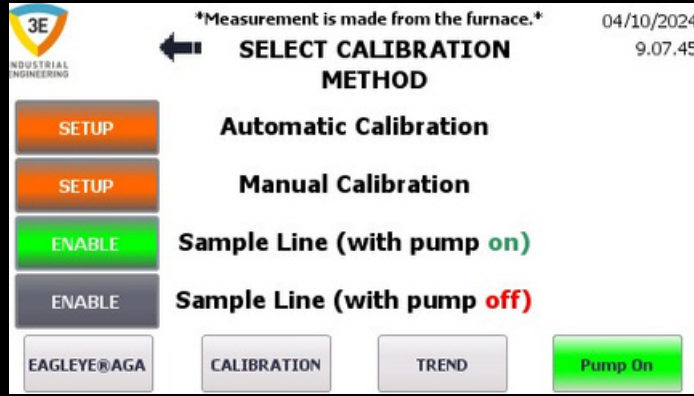 3E
INDUSTRIAL
ENGINEERING
*Measurement is made from the furnace.*
04/10/2024
9.07.45
SELECT CALIBRATION
METHOD
SETUP Automatic Calibration
SETUP Manual Calibration
ENABLE Sample Line (with pump on)
ENABLE Sample Line (with pump off)
EAGLEYE®AGA CALIBRATION TREND Pump On